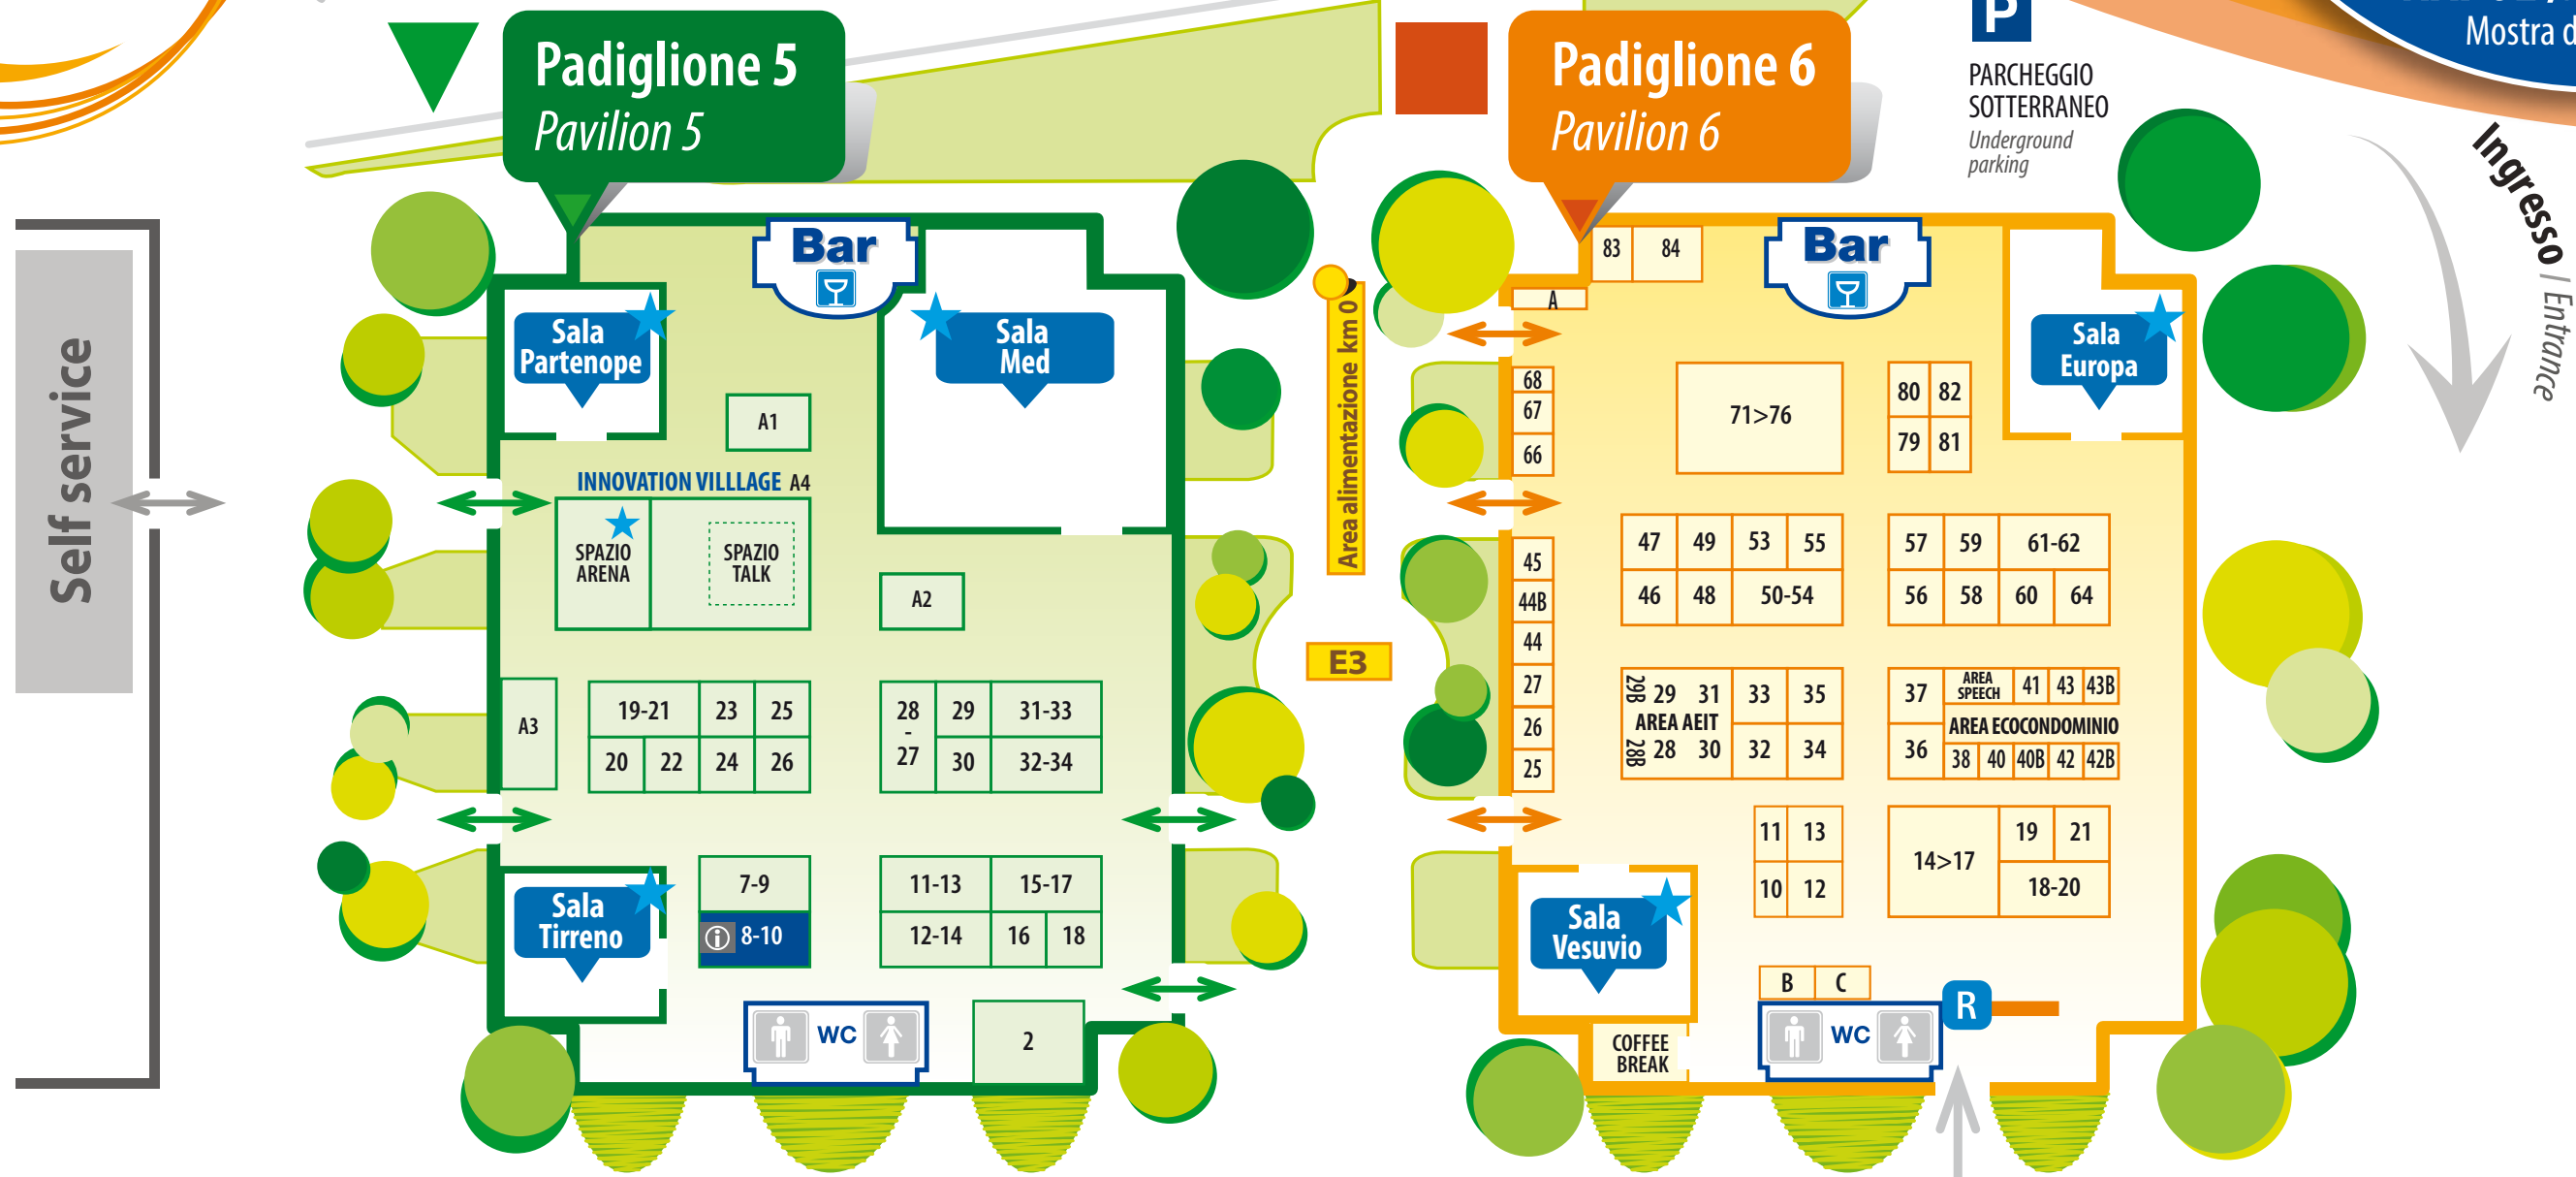 Padiglione 5
Pavilion 5
Padiglione 6
Pavilion 6
P
PARCHEGGIO
SOTTERRANEO
Underground
parking
Mostra d
Ingresso / Entrance
Self service
Bar
Sala
Partenope
Sala
Med
A1
INNOVATION VILLLAGE A4
SPAZIO
ARENA
SPAZIO
TALK
A2
A3
19-21
23
25
20
22
24
26
28
-
27
29
31-33
30
32-34
Sala
Tirreno
7-9
i 8-10
11-13
15-17
12-14
16
18
WC
2
Area alimentazione km 0
E3
83
84
Bar
A
Sala
Europa
68
67
66
71>76
80
82
79
81
45
44B
44
27
26
25
47
49
53
55
46
48
50-54
57
59
61-62
56
58
60
64
29B
29
31
33
35
AREA AEIT
28B
28
30
32
34
37
AREA
SPEECH
41
43
43B
AREA ECOCONDOMINIO
36
38
40
40B
42
42B
11
13
10
12
14>17
19
21
18-20
Sala
Vesuvio
B
C
R
COFFEE
BREAK
WC